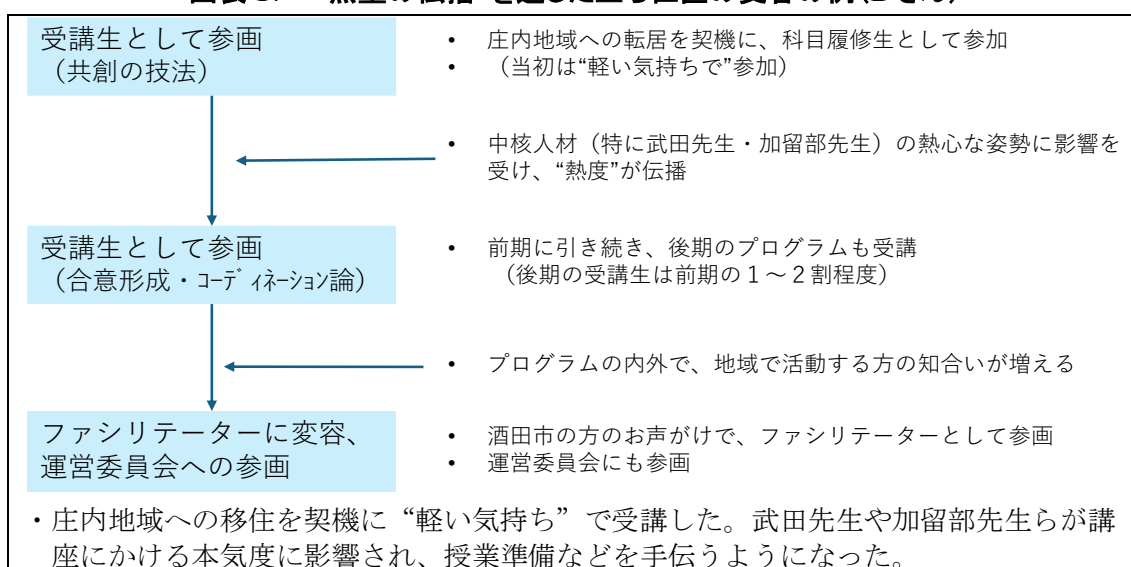 受講生として参画
（共創の技法）
• 庄内地域への転居を契機に、科目履修生として参加
• （当初は“軽い気持ちで”参加）
• 中核人材（特に武田先生・加留部先生）の熱心な姿勢に影響を
受け、“熱度”が伝播
受講生として参画
（合意形成・ｺｰﾃﾞｨﾈｰｼｮﾝ論）
• 前期に引き続き、後期のプログラムも受講
（後期の受講生は前期の１～２割程度）
• プログラムの内外で、地域で活動する方の知合いが増える
ファシリテーターに変容、
運営委員会への参画
• 酒田市の方のお声がけで、ファシリテーターとして参画
• 運営委員会にも参画
・庄内地域への移住を契機に“軽い気持ち”で受講した。武田先生や加留部先生らが講
座にかける本気度に影響され、授業準備などを手伝うようになった。